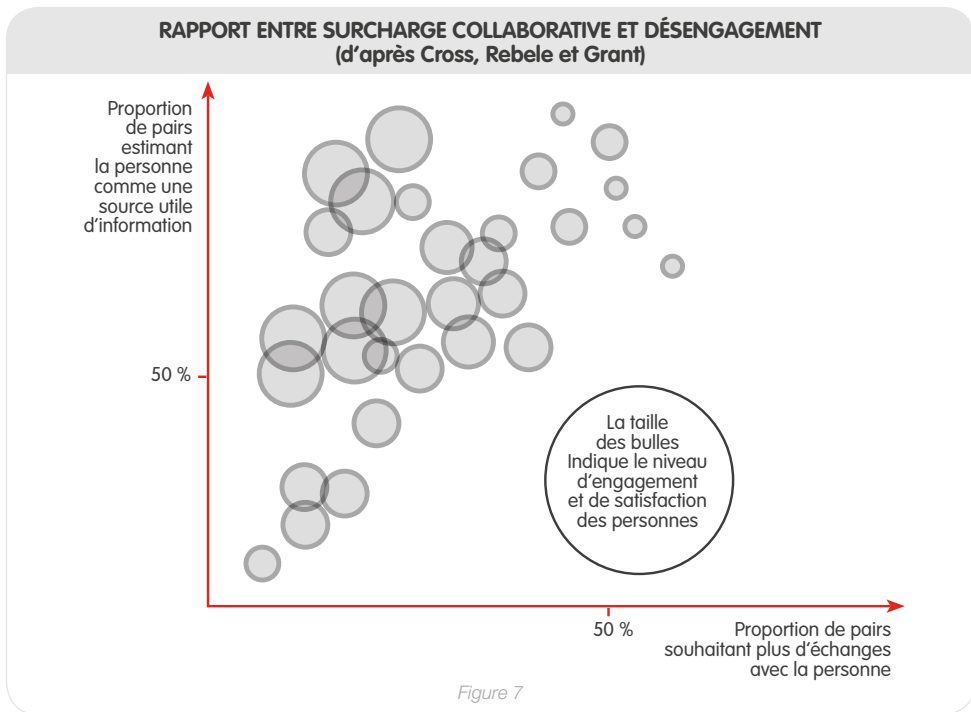 RAPPORT ENTRE SURCHARGE COLLABORATIVE ET DÉSENGAGEMENT
(d'après Cross, Rebele et Grant)
Proportion
de pairs
estimant
la personne
comme une
source utile
d'information
50 %
La taille
des bulles
Indique le niveau
d'engagement
et de satisfaction
des personnes
50 %
Proportion de pairs
souhaitant plus d'échanges
avec la personne
Figure 7